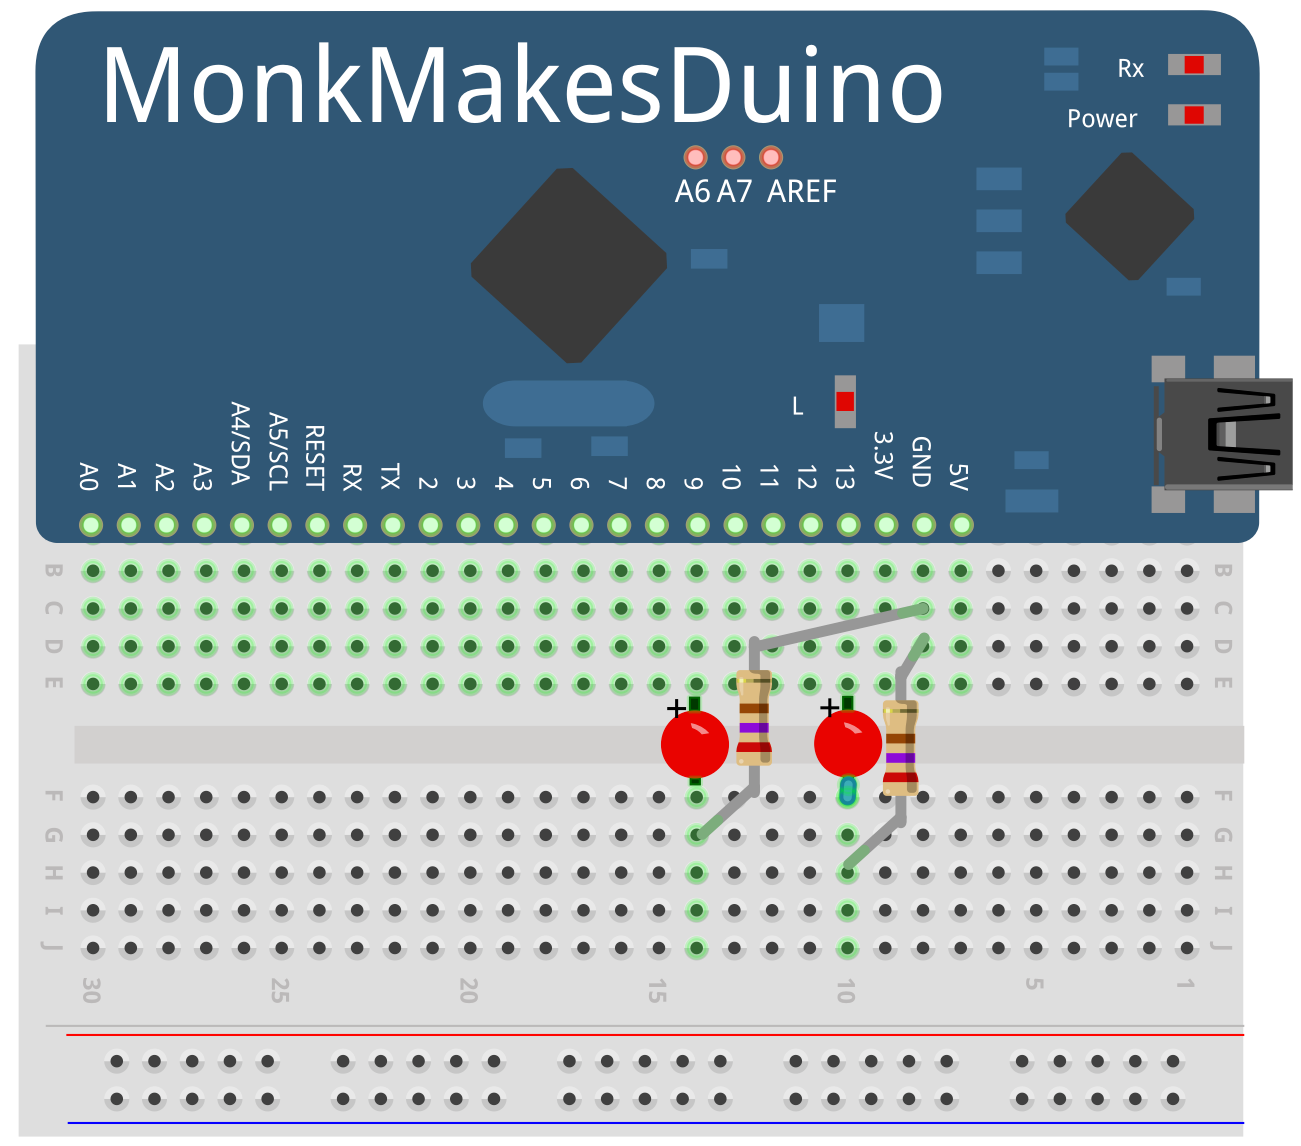 MonkMakesDuino
Rx
Power
A6 A7 AREF
L
A0 A1 A2 A3 A4/SDA A5/SCL RESET RX TX 2 3 4 5 6 7 8 9 10 11 12 13 3.3V GND 5V
B B
C C
D D
E E
+ +
F F
G G
H H
I I
J J
30 25 20 15 10 5 1